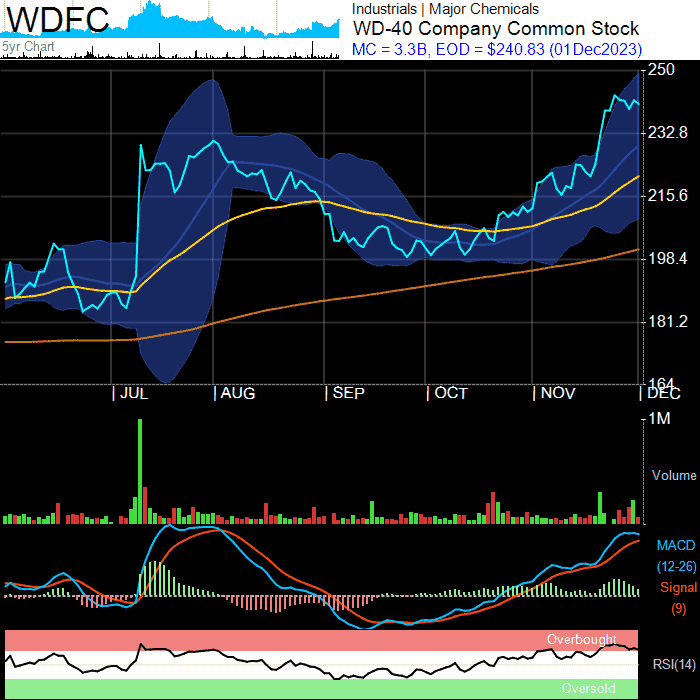 WDFC
5yr Chart
Industrials | Major Chemicals
WD-40 Company Common Stock
MC = 3.3B, EOD = $240.83 (01Dec2023)
250
232.8
215.6
198.4
181.2
164
JUL
AUG
SEP
OCT
NOV
DEC
1M
Volume
MACD
(12-26)
Signal
(9)
Overbought
RSI(14)
Oversold